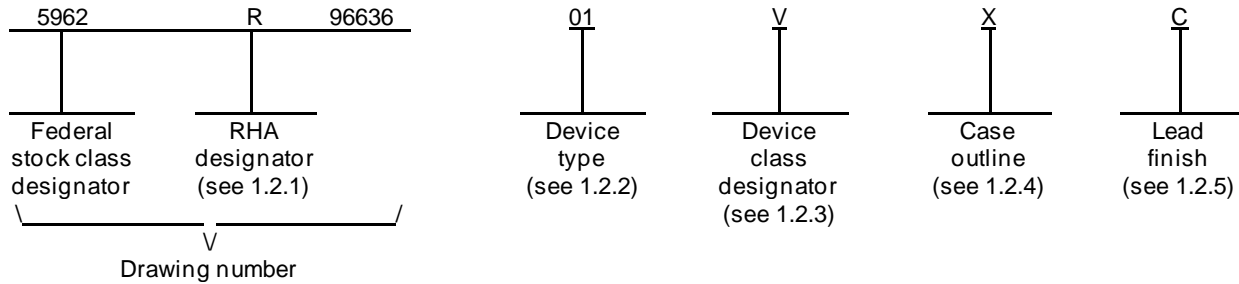 5962 R 96636 01 V X C
Federal stock class designator
RHA designator (see 1.2.1)
Device type (see 1.2.2)
Device class designator (see 1.2.3)
Case outline (see 1.2.4)
Lead finish (see 1.2.5)
Drawing number